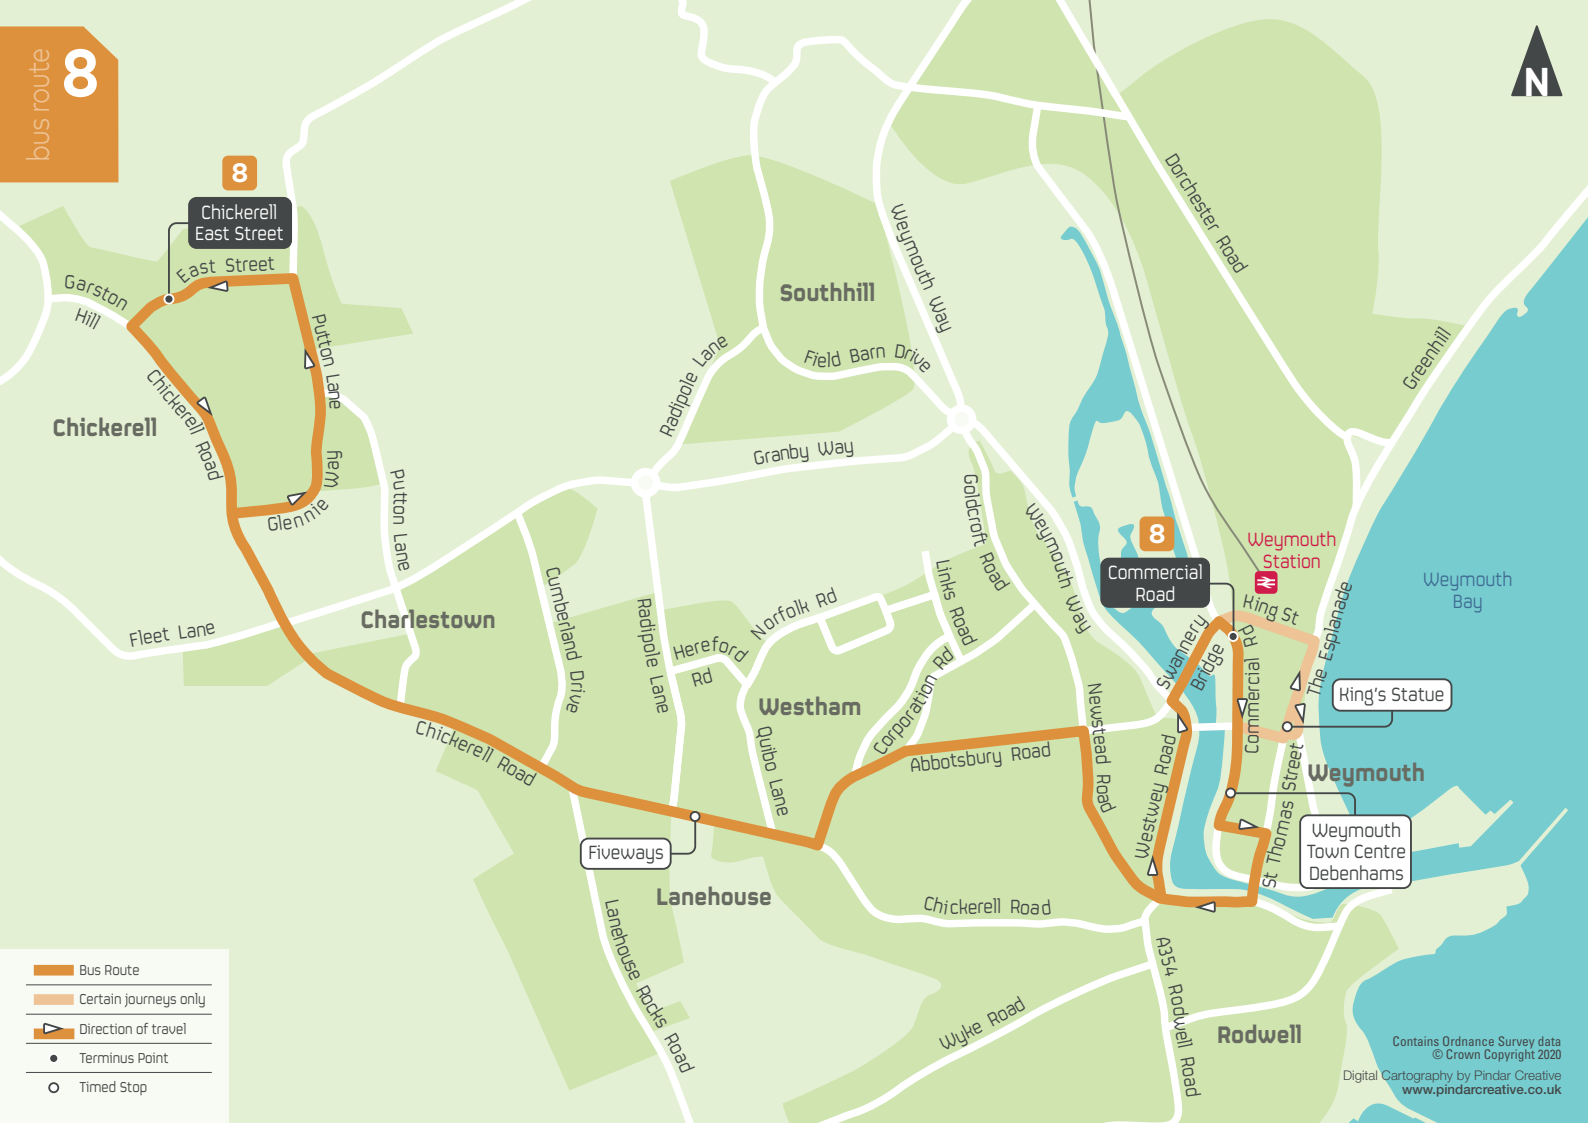 bus route
8
N
8
Chickerell
East Street
East Street
Garston
Hill
Putton Lane
Chickerell Road
Chickerell
Glennie
Way
Putton Lane
Fleet Lane
Charlestown
Southhill
Weymouth Way
Dorchester Road
Greenhill
Radipole Lane
Field Barn Drive
Granby Way
Goldcroft Road
Weymouth Way
8
Commercial
Road
Weymouth
Station
Weymouth
Bay
King St
The Esplanade
Cumberland Drive
Radipole Lane
Hereford
Rd
Norfolk Rd
Links Road
Corporation Rd
Swannery
Bridge
Commercial
Rd
King's Statue
Westham
Quibo Lane
Newstead Road
Abbotsbury Road
Westwey Road
St Thomas Street
Weymouth
Chickerell Road
Weymouth
Town Centre
Debenhams
Fiveways
Lanehouse
Chickerell Road
Lanehouse Rocks Road
A354 Rodwell Road
Wyke Road
Rodwell
Bus Route
Certain journeys only
Direction of travel
Terminus Point
Timed Stop
Contains Ordnance Survey data
© Crown Copyright 2020
Digital Cartography by Pindar Creative
www.pindarcreative.co.uk